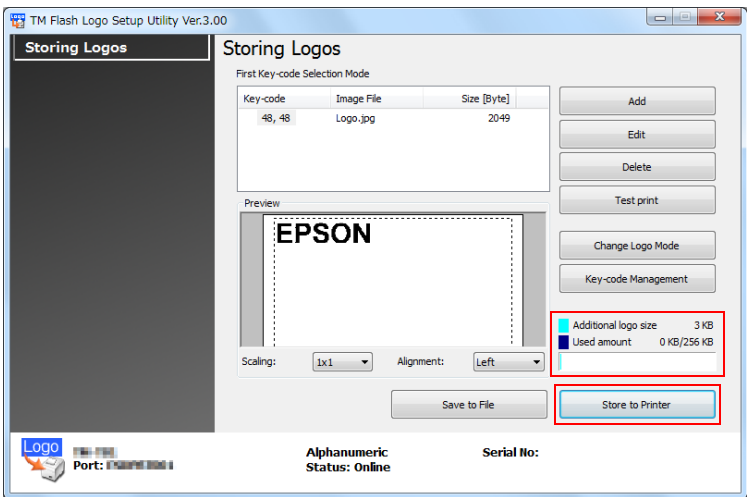 TM Flash Logo Setup Utility Ver.3.00
Storing Logos
Storing Logos
First Key-code Selection Mode
Key-code Image File Size [Byte]
48, 48 Logo.jpg 2049
Add
Edit
Delete
Test print
Preview
EPSON
Change Logo Mode
Key-code Management
Additional logo size 3 KB
Used amount 0 KB/256 KB
Scaling: 1x1 Alignment: Left
Save to File Store to Printer
Logo
Alphanumeric Serial No:
Port: Status: Online